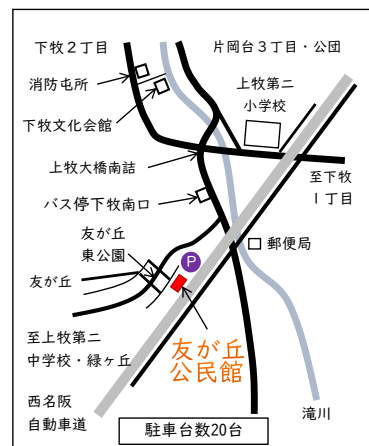 下牧２丁目
片岡台３丁目・公団
消防屯所
上牧第二
小学校
下牧文化会館
上牧大橋南詰
至下牧
１丁目
バス停下牧南口
友が丘
東公園
P
郵便局
友が丘
至上牧第二
中学校・緑ヶ丘
友が丘
公民館
西名阪
自動車道
滝川
駐車台数20台